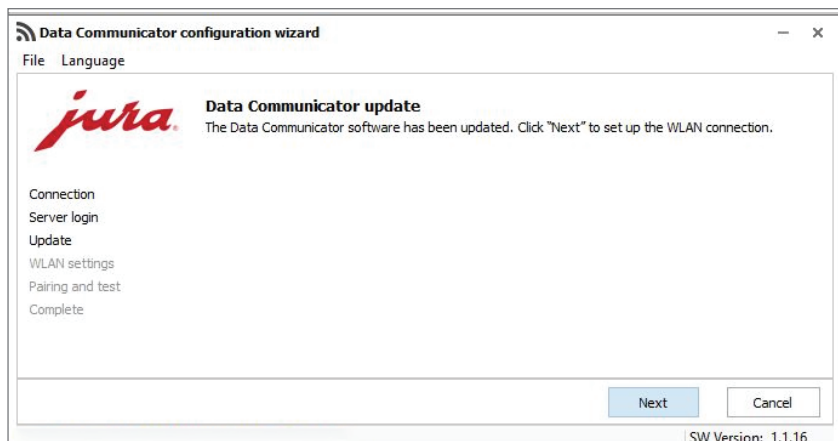 Data Communicator configuration wizard
File Language
jura
Data Communicator update
The Data Communicator software has been updated. Click "Next" to set up the WLAN connection.
Connection
Server login
Update
WLAN settings
Pairing and test
Complete
Next Cancel
SW Version: 1.1.16